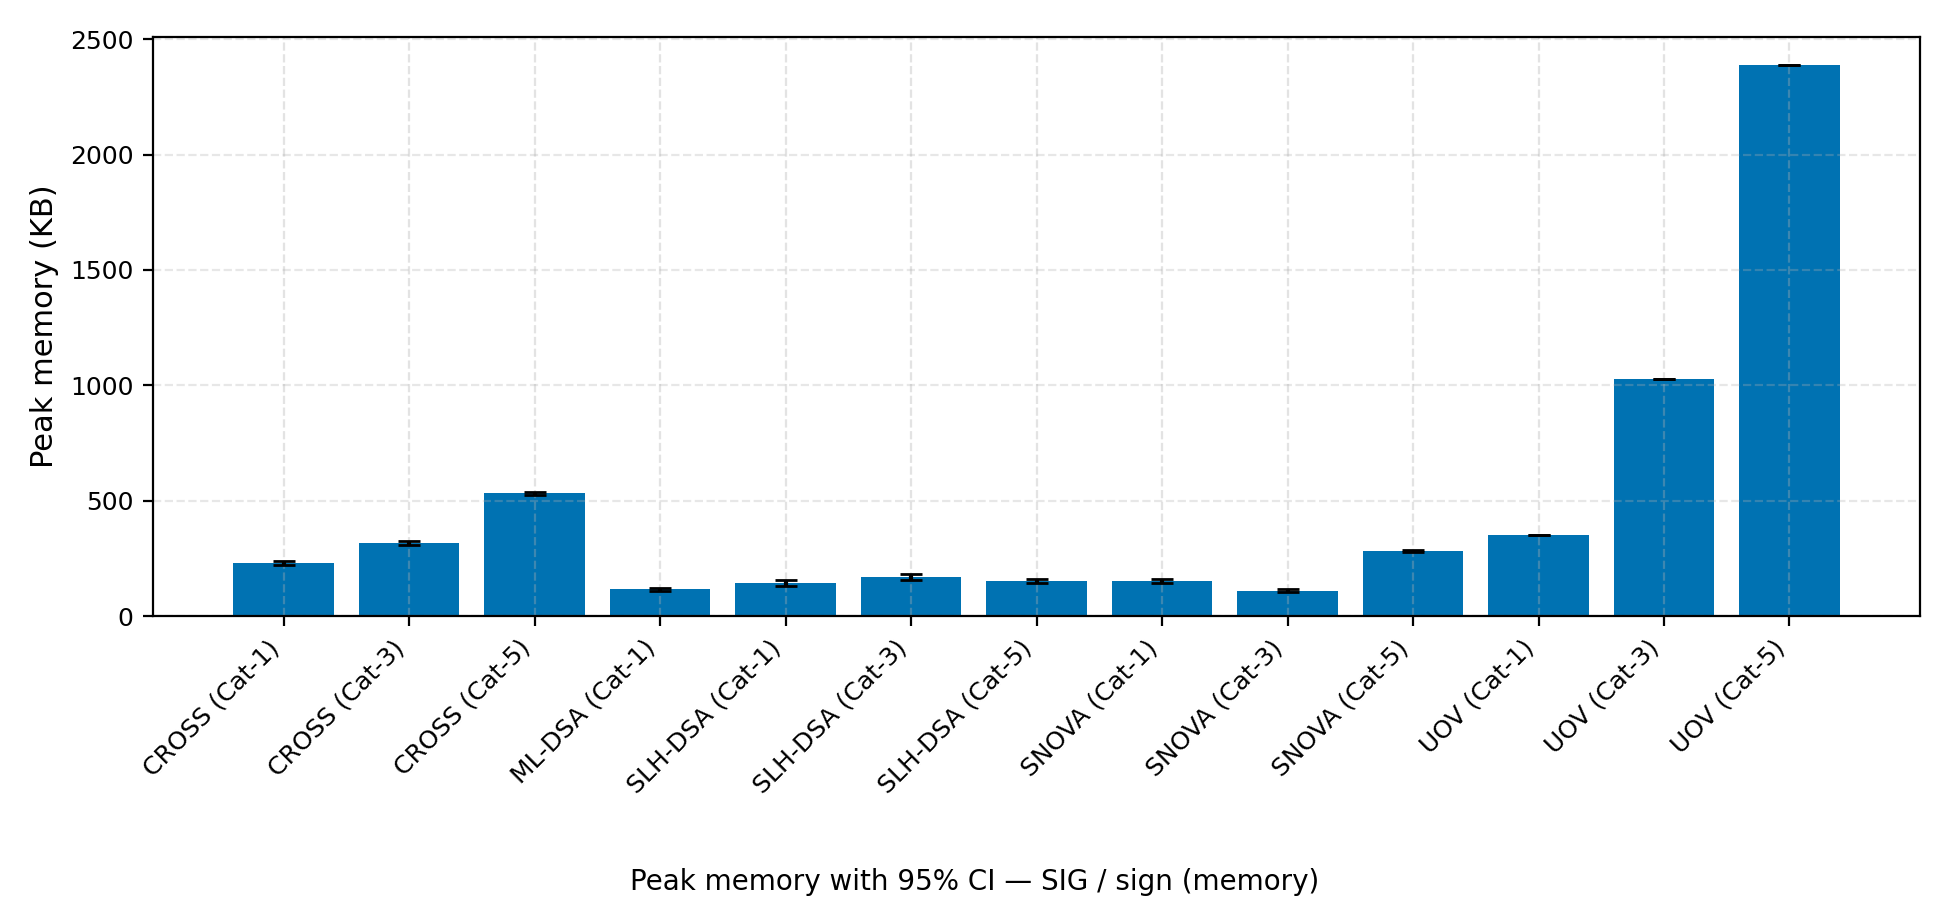 Peak memory (KB)
2500
2000
1500
1000
500
0
CROSS (Cat-1)
CROSS (Cat-3)
CROSS (Cat-5)
ML-DSA (Cat-1)
SLH-DSA (Cat-1)
SLH-DSA (Cat-3)
SLH-DSA (Cat-5)
SNOVA (Cat-1)
SNOVA (Cat-3)
SNOVA (Cat-5)
UOV (Cat-1)
UOV (Cat-3)
UOV (Cat-5)
Peak memory with 95% CI — SIG / sign (memory)